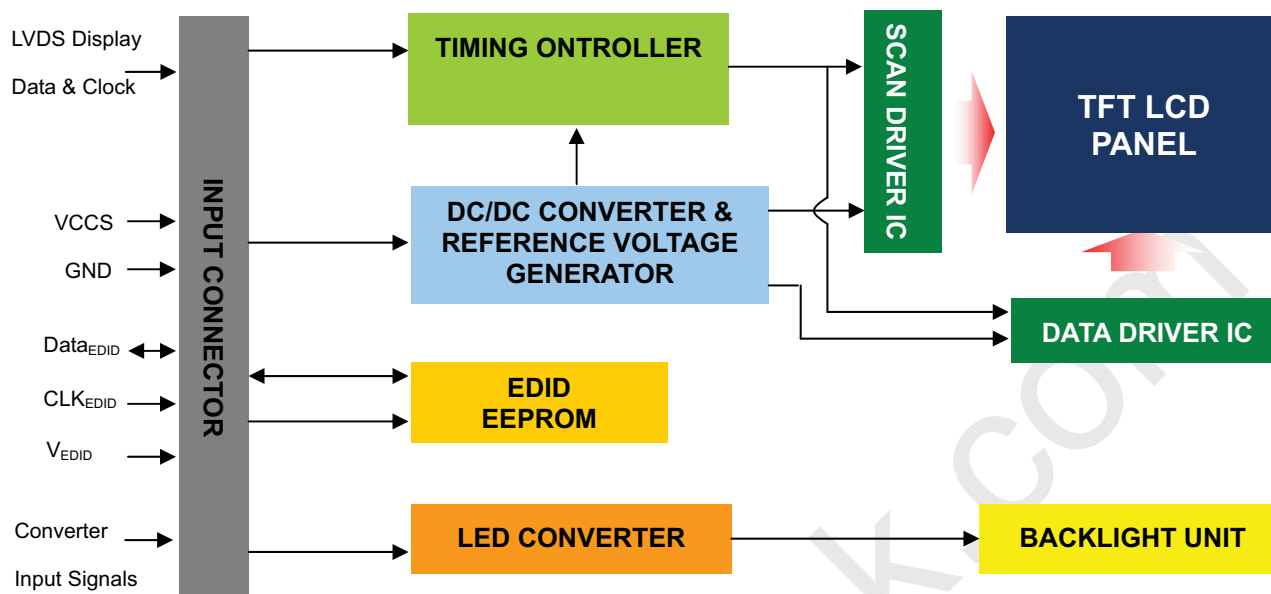 LVDS Display
Data & Clock
VCCS
GND
DataEDID
CLKEDID
VEDID
Converter
Input Signals
INPUT CONNECTOR
TIMING ONTROLLER
DC/DC CONVERTER &
REFERENCE VOLTAGE
GENERATOR
EDID
EEPROM
LED CONVERTER
SCAN DRIVER IC
TFT LCD
PANEL
DATA DRIVER IC
BACKLIGHT UNIT
k.com